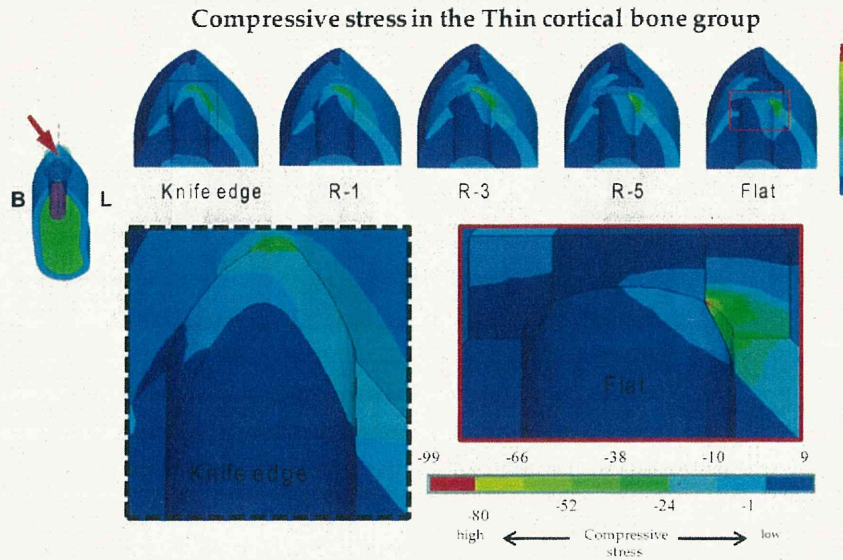 Compressive stress in the Thin cortical bone group
B L
Knife edge R-1 R-3 R-5 Flat
Knife edge
Flat
-99 -66 -38 -10 9
-80 -52 -24 -1
high Compressive stress low